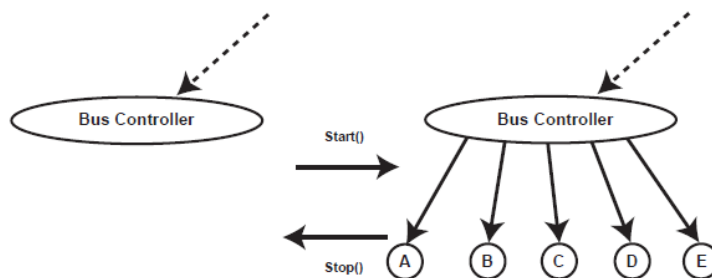 Bus Controller
Bus Controller
Start()
Stop()
A B C D E